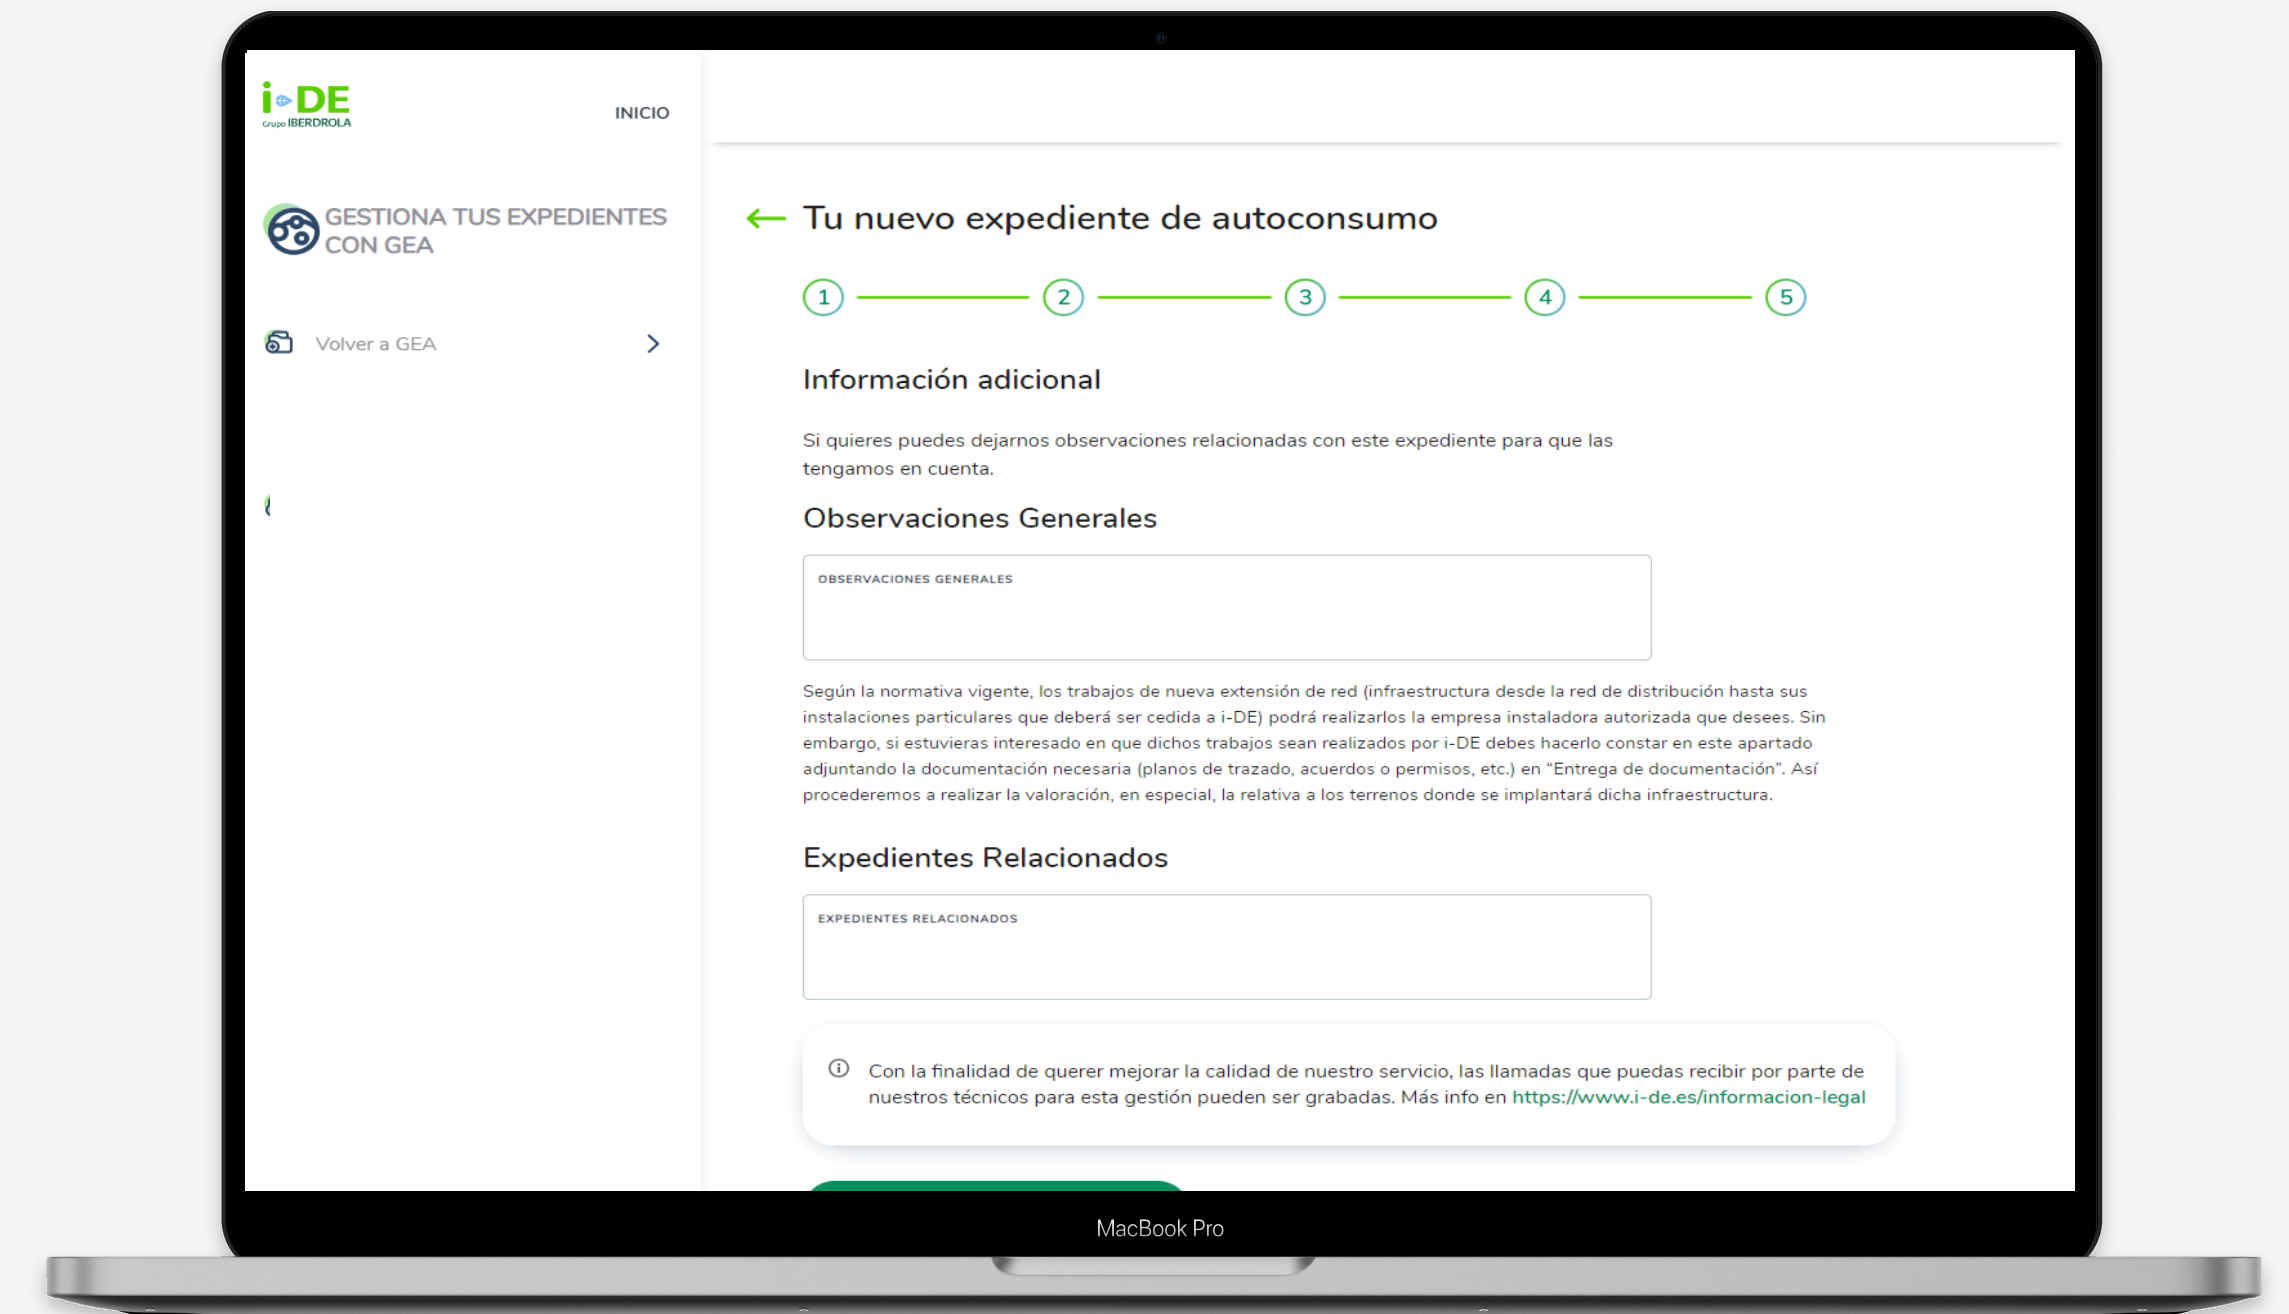 i-DE
Grupo IBERDROLA
INICIO
GESTIONA TUS EXPEDIENTES
CON GEA
Volver a GEA
Tu nuevo expediente de autoconsumo
1 2 3 4 5
Información adicional
Si quieres puedes dejarnos observaciones relacionadas con este expediente para que las
tengamos en cuenta.
Observaciones Generales
OBSERVACIONES GENERALES
Según la normativa vigente, los trabajos de nueva extensión de red (infraestructura desde la red de distribución hasta sus
instalaciones particulares que deberá ser cedida a i-DE) podrá realizarlos la empresa instaladora autorizada que desees. Sin
embargo, si estuvieras interesado en que dichos trabajos sean realizados por i-DE debes hacerlo constar en este apartado
adjuntando la documentación necesaria (planos de trazado, acuerdos o permisos, etc.) en “Entrega de documentación”. Así
procederemos a realizar la valoración, en especial, la relativa a los terrenos donde se implantará dicha infraestructura.
Expedientes Relacionados
EXPEDIENTES RELACIONADOS
Con la finalidad de querer mejorar la calidad de nuestro servicio, las llamadas que puedas recibir por parte de
nuestros técnicos para esta gestión pueden ser grabadas. Más info en https://www.i-de.es/informacion-legal
MacBook Pro